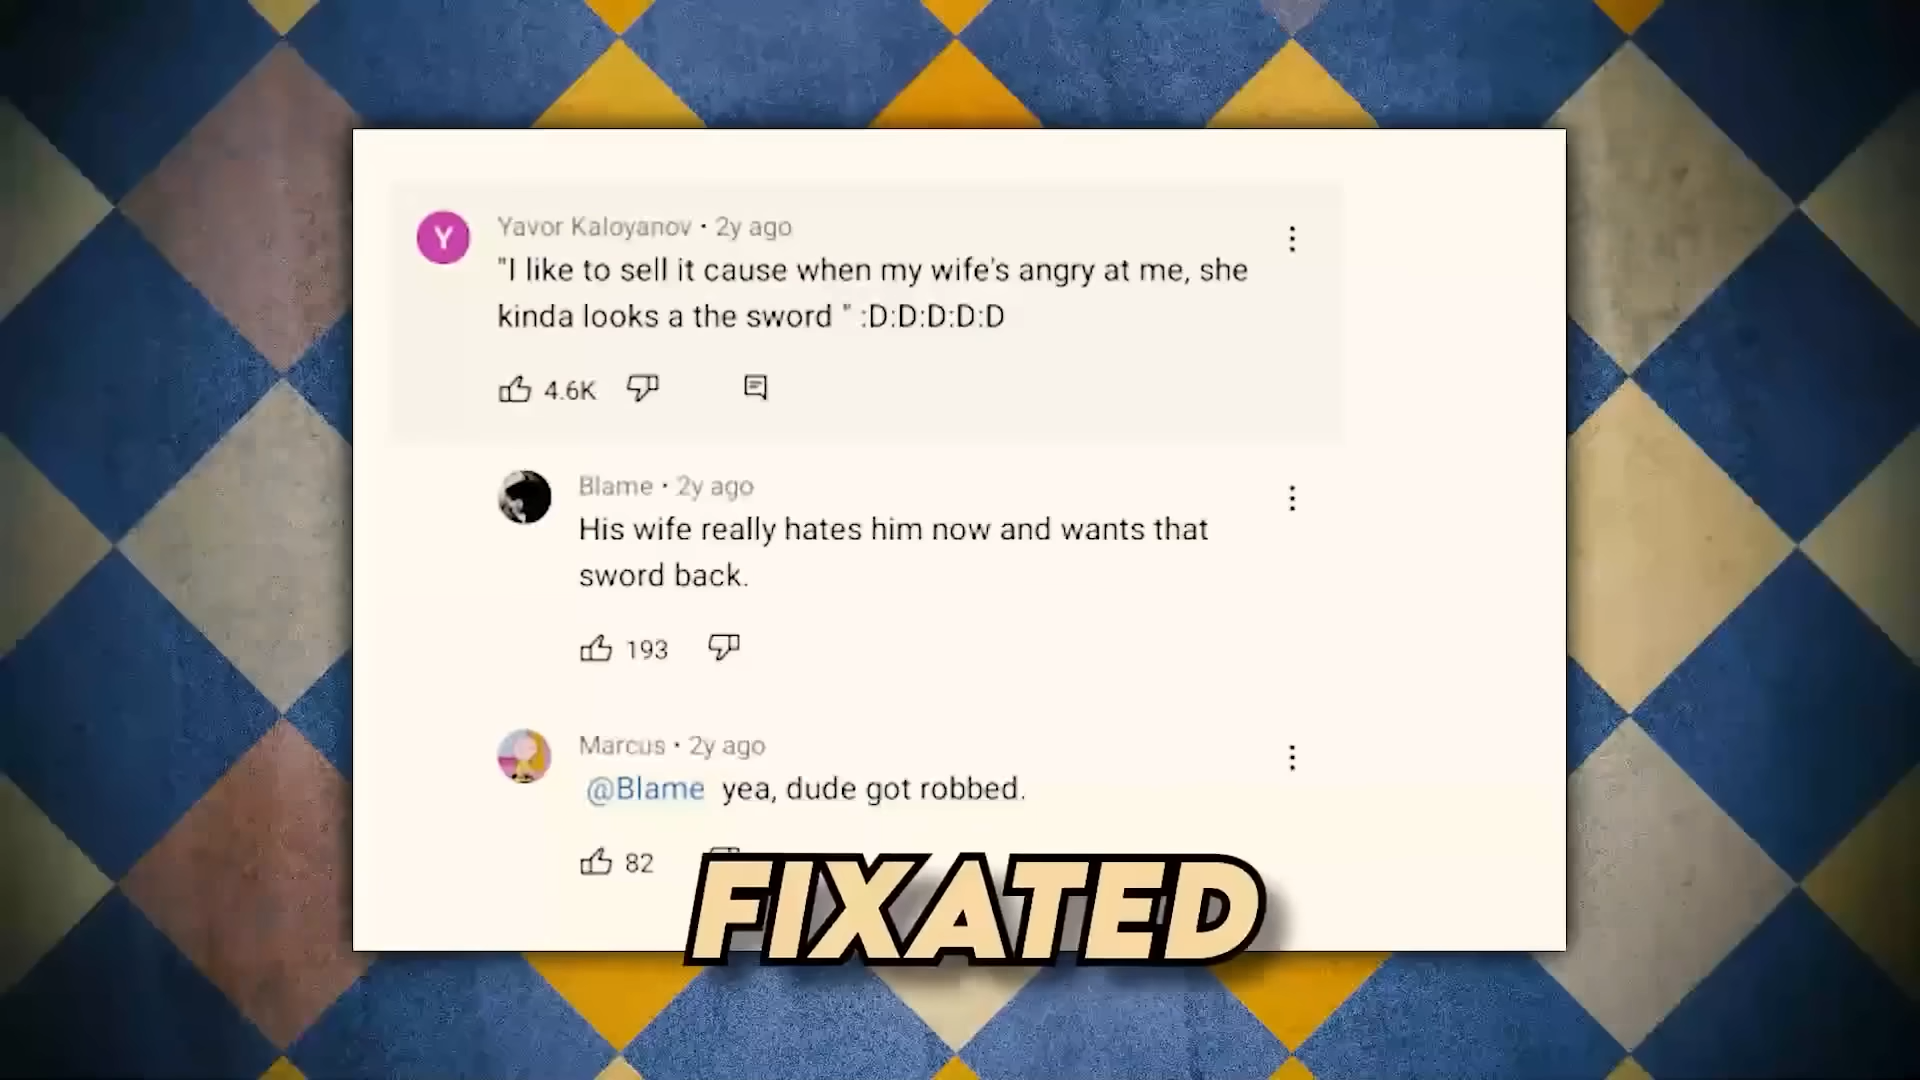 Y
Yavor Kaloyanov • 2y ago
"I like to sell it cause when my wife's angry at me, she
kinda looks a the sword " :D:D:D:D:D
4.6K
Blame • 2y ago
His wife really hates him now and wants that
sword back.
193
Marcus • 2y ago
@Blame yea, dude got robbed.
82
FIXATED